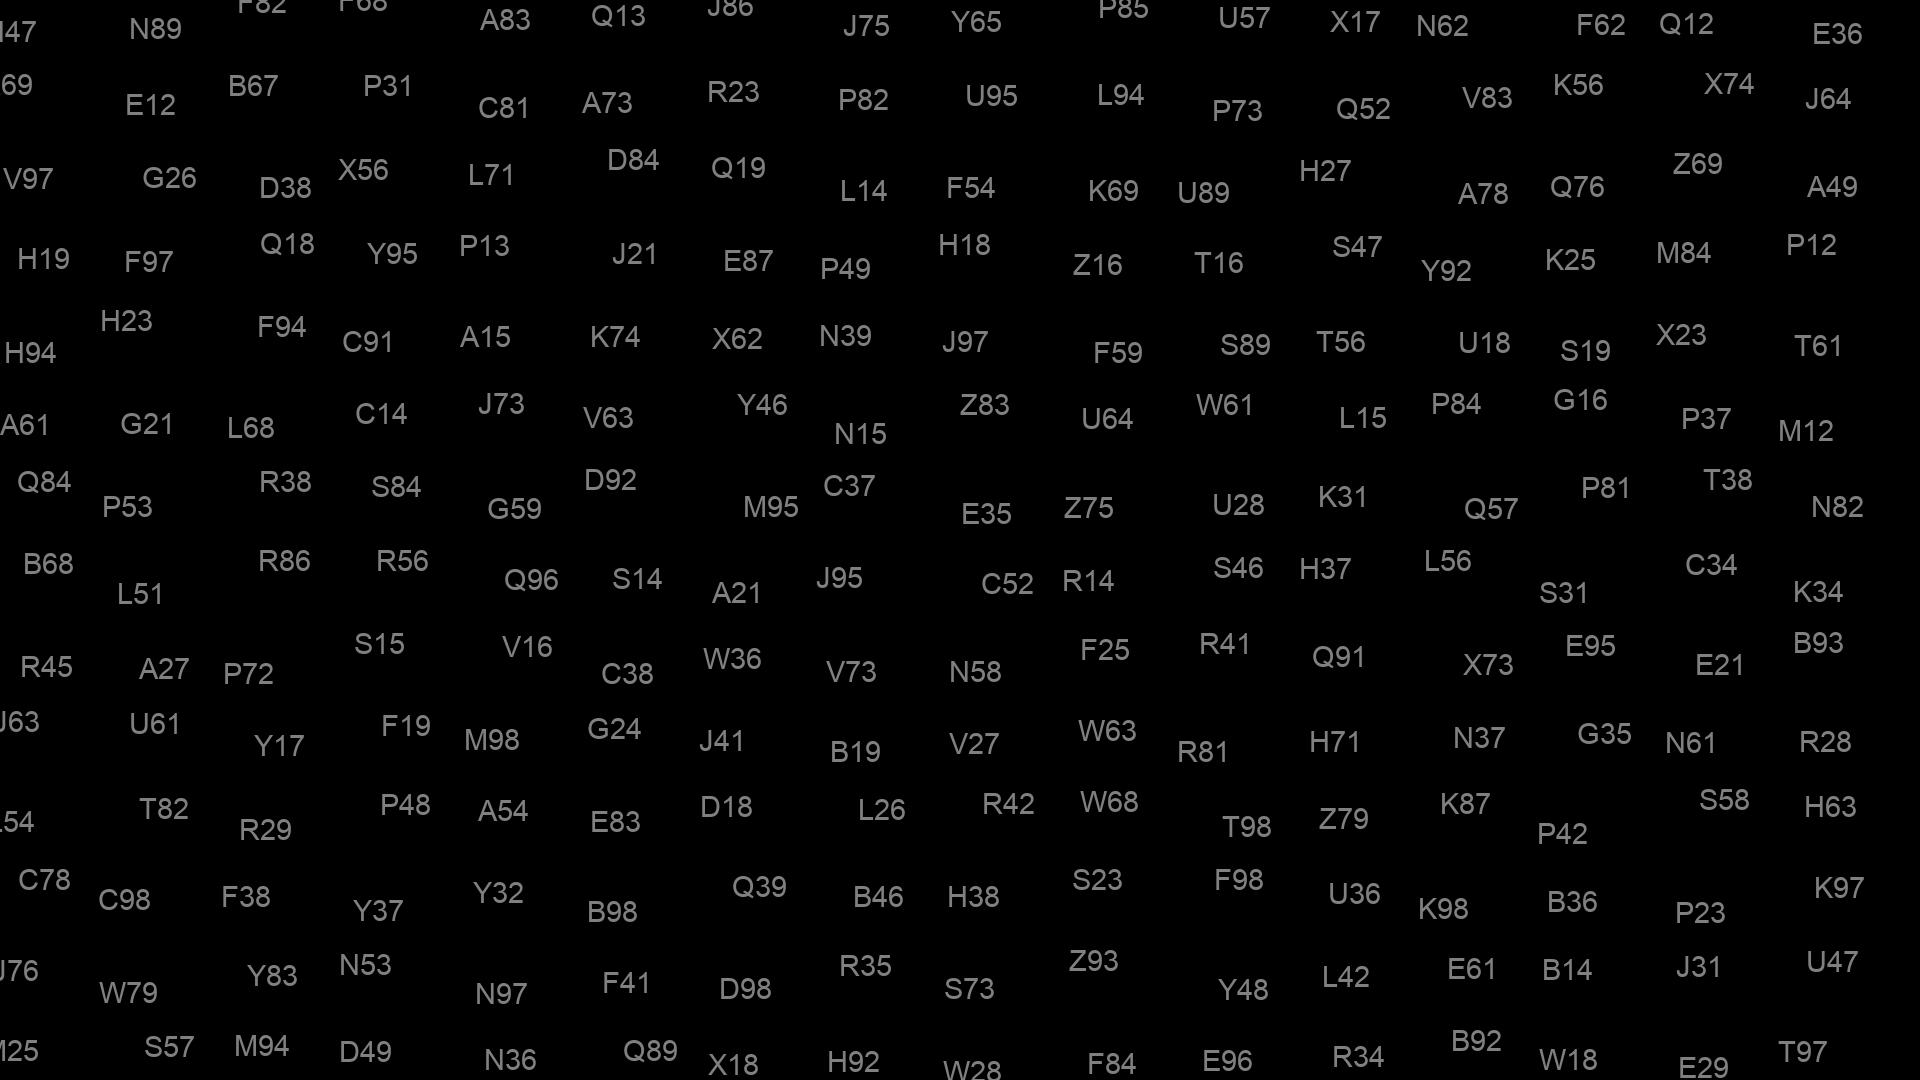 N89 F82 F68 A83 Q13 J86 J75 Y65 P85 U57 X17 N62 F62 Q12 E36
E12 B67 P31 C81 A73 R23 P82 U95 L94 P73 Q52 V83 K56 X74 J64
V97 G26 D38 X56 L71 D84 Q19 L14 F54 K69 U89 H27 A78 Q76 Z69 A49
H19 F97 Q18 Y95 P13 J21 E87 P49 H18 Z16 T16 S47 Y92 K25 M84 P12
H94 H23 F94 C91 A15 K74 X62 N39 J97 F59 S89 T56 U18 S19 X23 T61
A61 G21 L68 C14 J73 V63 Y46 N15 Z83 U64 W61 L15 P84 G16 P37 M12
Q84 P53 R38 S84 G59 D92 M95 C37 E35 Z75 U28 K31 Q57 P81 T38 N82
B68 L51 R86 R56 Q96 S14 A21 J95 C52 R14 S46 H37 L56 S31 C34 K34
R45 A27 P72 S15 V16 C38 W36 V73 N58 F25 R41 Q91 X73 E95 E21 B93
U61 Y17 F19 M98 G24 J41 B19 V27 W63 R81 H71 N37 G35 N61 R28
T82 R29 P48 A54 E83 D18 L26 R42 W68 T98 Z79 K87 P42 S58 H63
C78 C98 F38 Y37 Y32 B98 Q39 B46 H38 S23 F98 U36 K98 B36 P23 K97
W79 Y83 N53 N97 F41 D98 R35 S73 Z93 Y48 L42 E61 B14 J31 U47
S57 M94 D49 N36 Q89 X18 H92 W28 F84 E96 R34 B92 W18 E29 T97